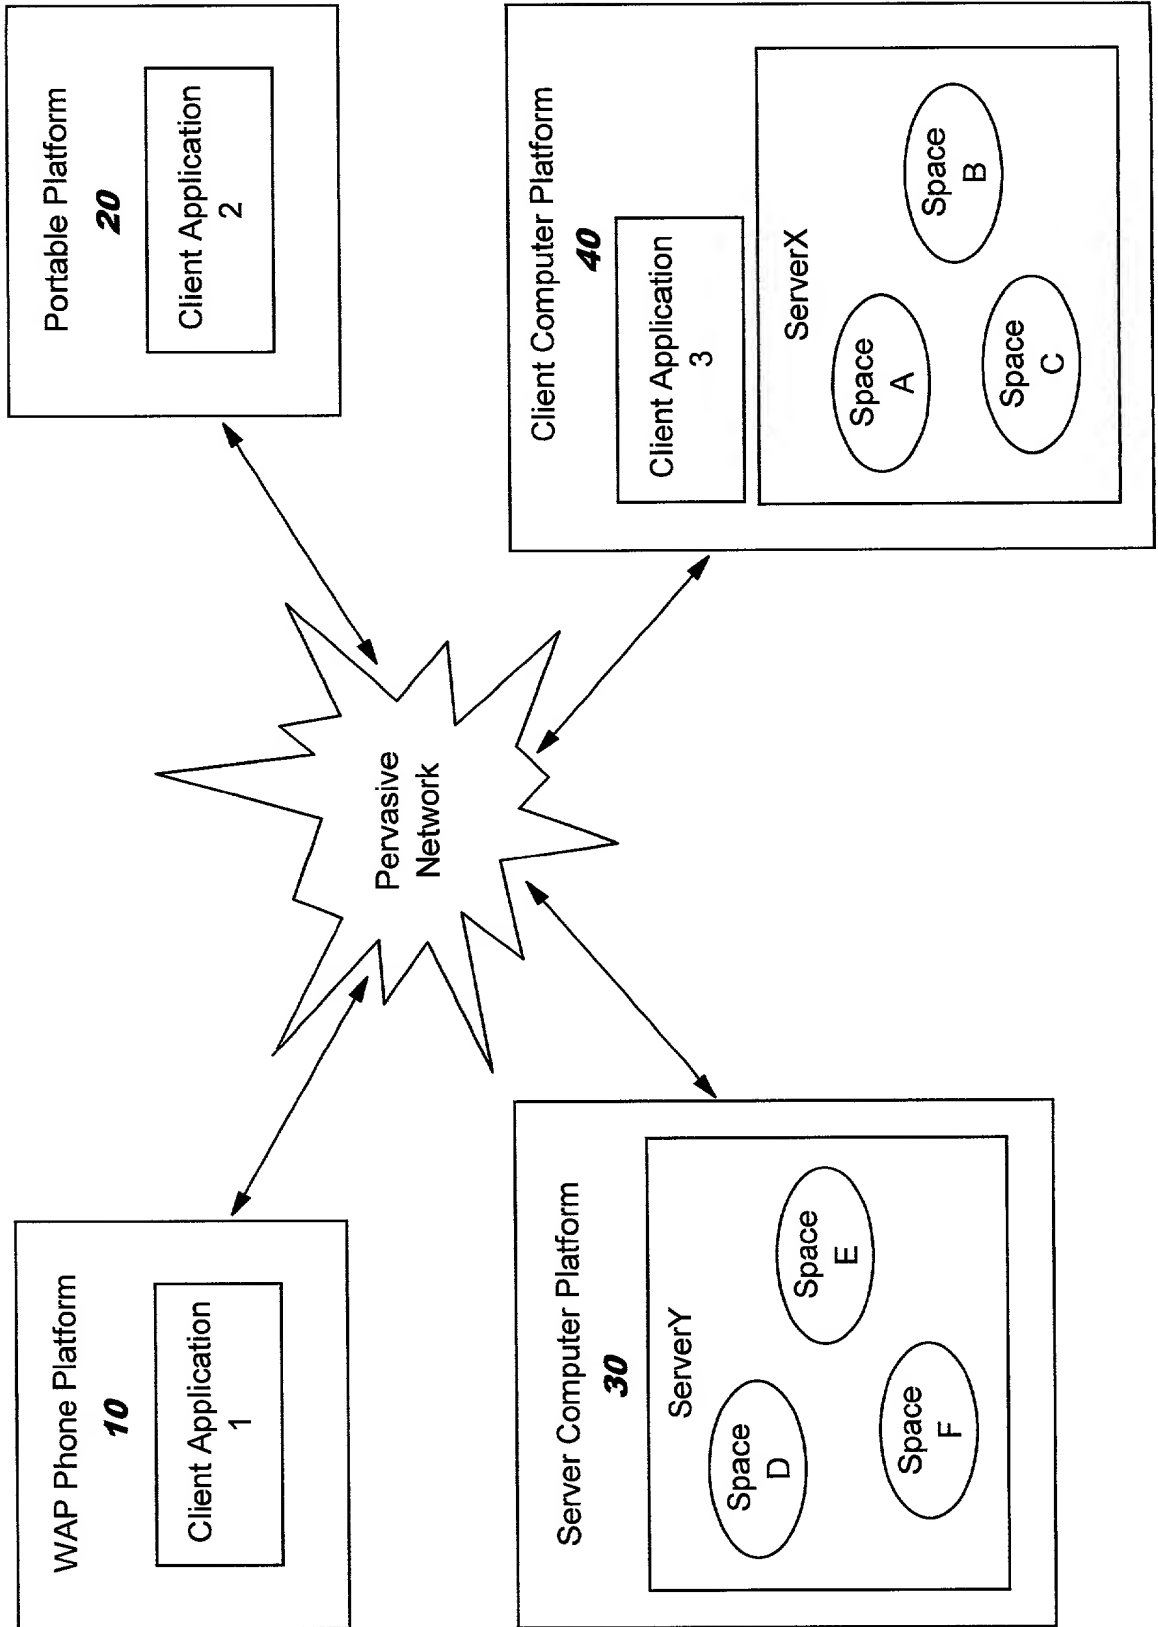 WAP Phone Platform
10
Client Application
1
Portable Platform
20
Client Application
2
Pervasive
Network
Server Computer Platform
30
ServerY
Space
D
Space
E
Space
F
Client Computer Platform
40
Client Application
3
ServerX
Space
A
Space
B
Space
C